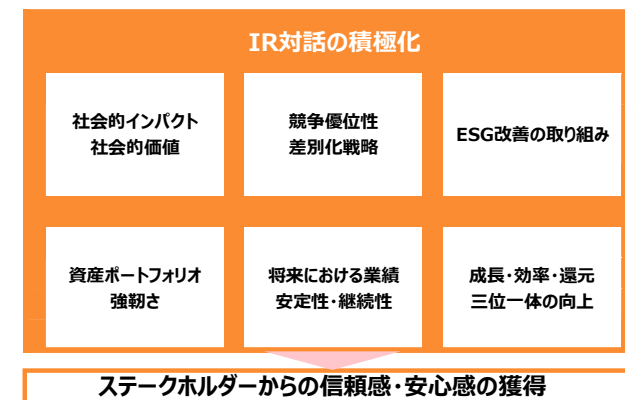 IR対話の積極化
社会的インパクト
社会的価値
競争優位性
差別化戦略
ESG改善の取り組み
資産ポートフォリオ
強靭さ
将来における業績
安定性・継続性
成長・効率・還元
三位一体の向上
ステークホルダーからの信頼感・安心感の獲得